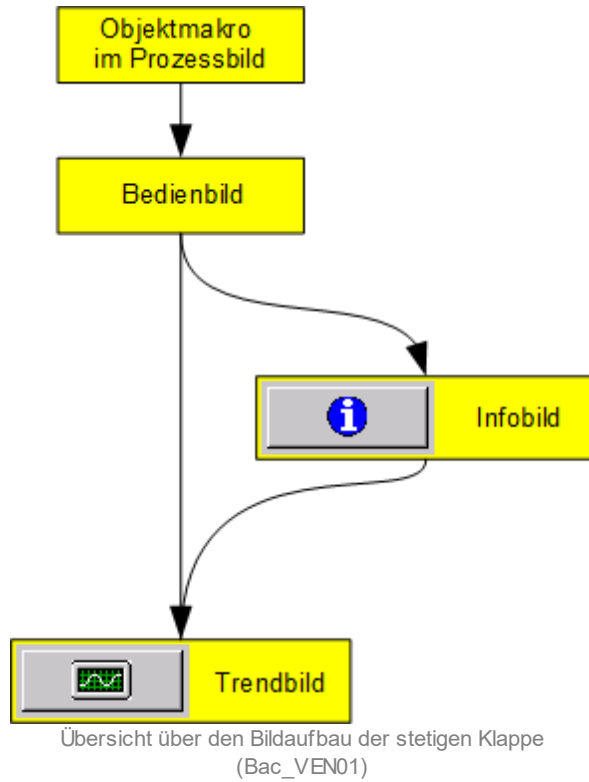 Objektmakro
im Prozessbild
Bedienbild
Infobild
Trendbild
Übersicht über den Bildaufbau der stetigen Klappe
(Bac_VEN01)